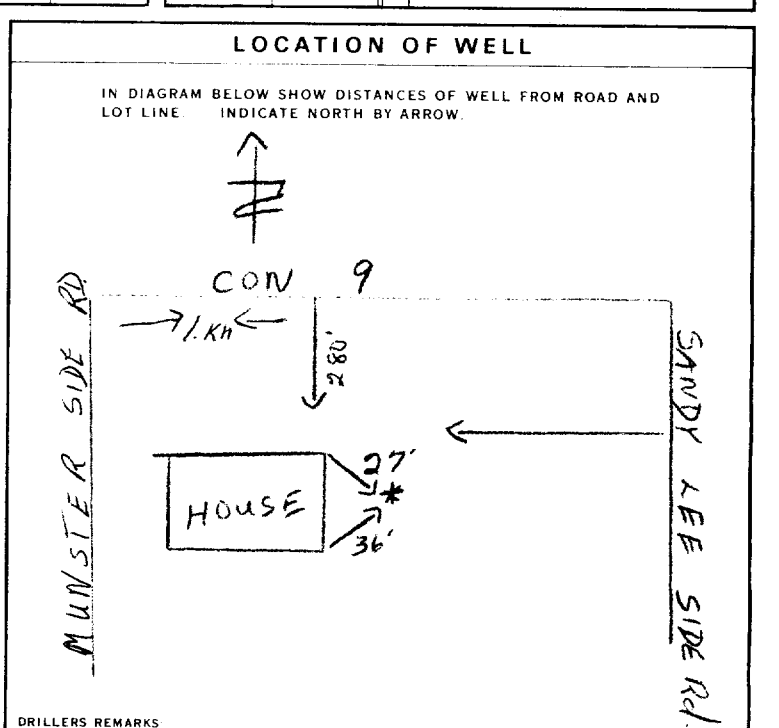 LOCATION OF WELL
IN DIAGRAM BELOW SHOW DISTANCES OF WELL FROM ROAD AND
LOT LINE. INDICATE NORTH BY ARROW.
N
CON 9
MUNSTER SIDE RD
1. Km
280'
SANDY LEE SIDE Rd.
27'
*
HOUSE
36'
DRILLERS REMARKS